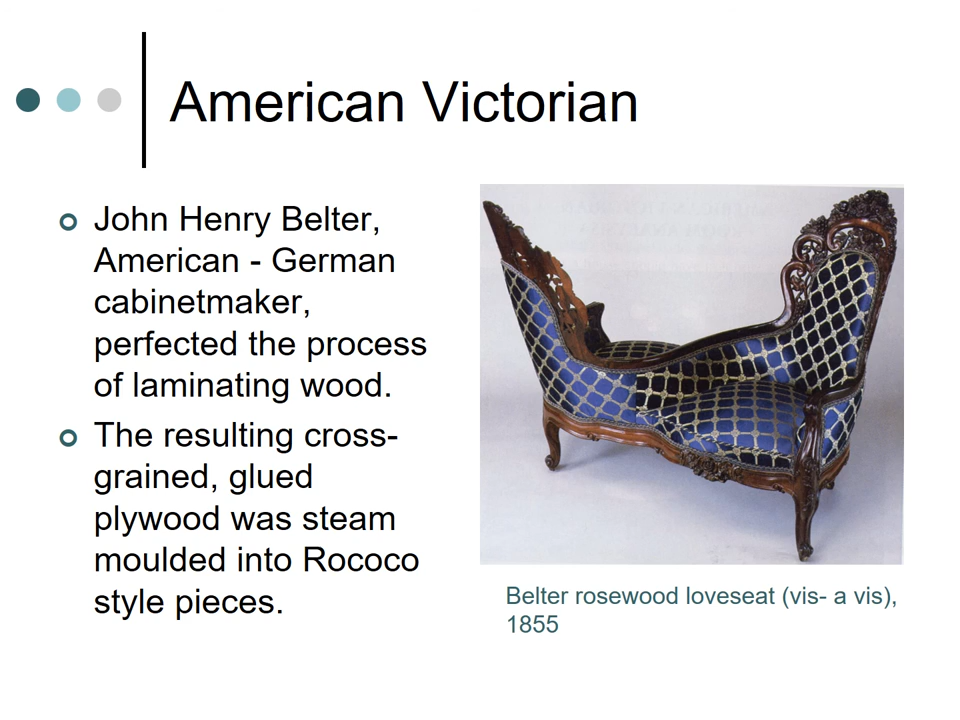 American Victorian
John Henry Belter,
American - German
cabinetmaker,
perfected the process
of laminating wood.
The resulting cross-
grained, glued
plywood was steam
moulded into Rococo
style pieces.
Belter rosewood loveseat (vis- a vis),
1855